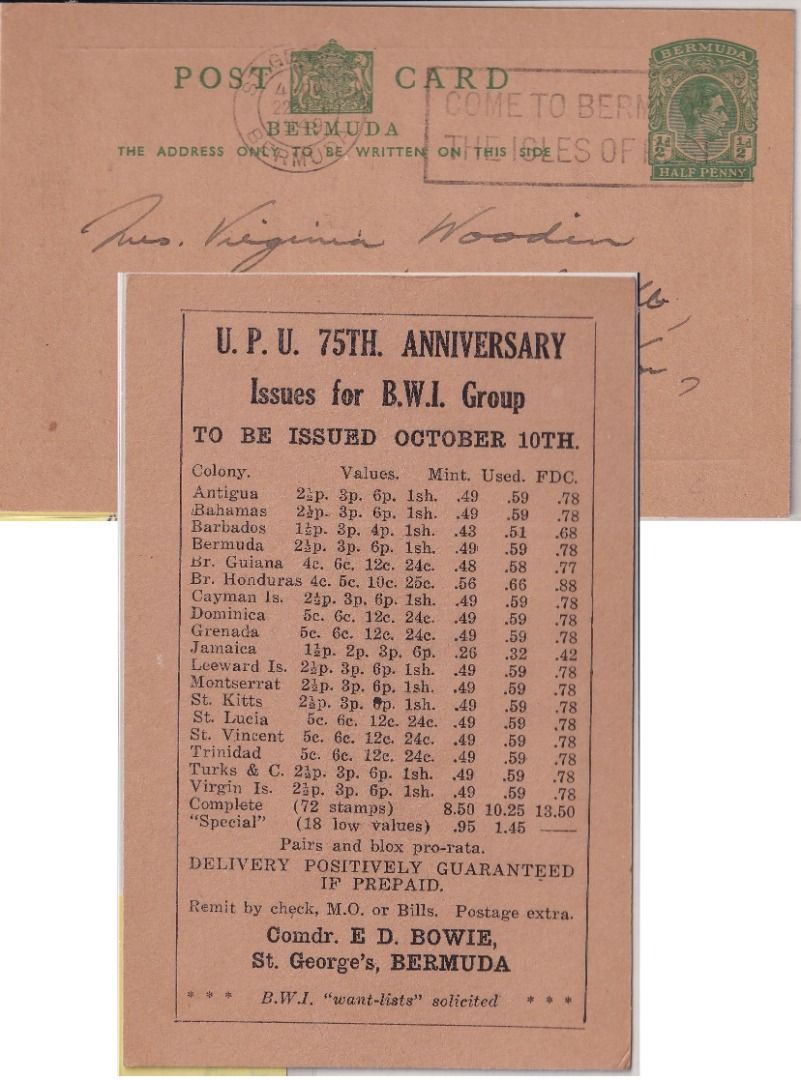 POST CARD
BERMUDA
THE ADDRESS ONLY TO BE WRITTEN ON THIS SIDE
BERMUDA
COME TO BERM
THE ISLES OF
BERMUDA
½d ½d
HALF PENNY
Mrs. Virginia Wooden
U. P. U. 75TH. ANNIVERSARY
Issues for B.W.I. Group
TO BE ISSUED OCTOBER 10TH.
Colony. Values. Mint. Used. FDC.
Antigua 2½p. 3p. 6p. 1sh. .49 .59 .78
Bahamas 2½p. 3p. 6p. 1sh. .49 .59 .78
Barbados 1½p. 3p. 4p. 1sh. .43 .51 .68
Bermuda 2½p. 3p. 6p. 1sh. .49 .59 .78
Br. Guiana 4c. 6c. 12c. 24c. .48 .58 .77
Br. Honduras 4c. 5c. 10c. 25c. .56 .66 .88
Cayman Is. 2½p. 3p. 6p. 1sh. .49 .59 .78
Dominica 5c. 6c. 12c. 24c. .49 .59 .78
Grenada 5c. 6c. 12c. 24c. .49 .59 .78
Jamaica 1½p. 2p. 3p. 6p. .26 .32 .42
Leeward Is. 2½p. 3p. 6p. 1sh. .49 .59 .78
Montserrat 2½p. 3p. 6p. 1sh. .49 .59 .78
St. Kitts 2½p. 3p. 6p. 1sh. .49 .59 .78
St. Lucia 5c. 6c. 12c. 24c. .49 .59 .78
St. Vincent 5c. 6c. 12c. 24c. .49 .59 .78
Trinidad 5c. 6c. 12c. 24c. .49 .59 .78
Turks & C. 2½p. 3p. 6p. 1sh. .49 .59 .78
Virgin Is. 2½p. 3p. 6p. 1sh. .49 .59 .78
Complete (72 stamps) 8.50 10.25 13.50
"Special" (18 low values) .95 1.45 ——
Pairs and blox pro-rata.
DELIVERY POSITIVELY GUARANTEED
IF PREPAID.
Remit by check, M.O. or Bills. Postage extra.
Comdr. E D. BOWIE,
St. George's, BERMUDA
* * * B.W.I. "want-lists" solicited * * *